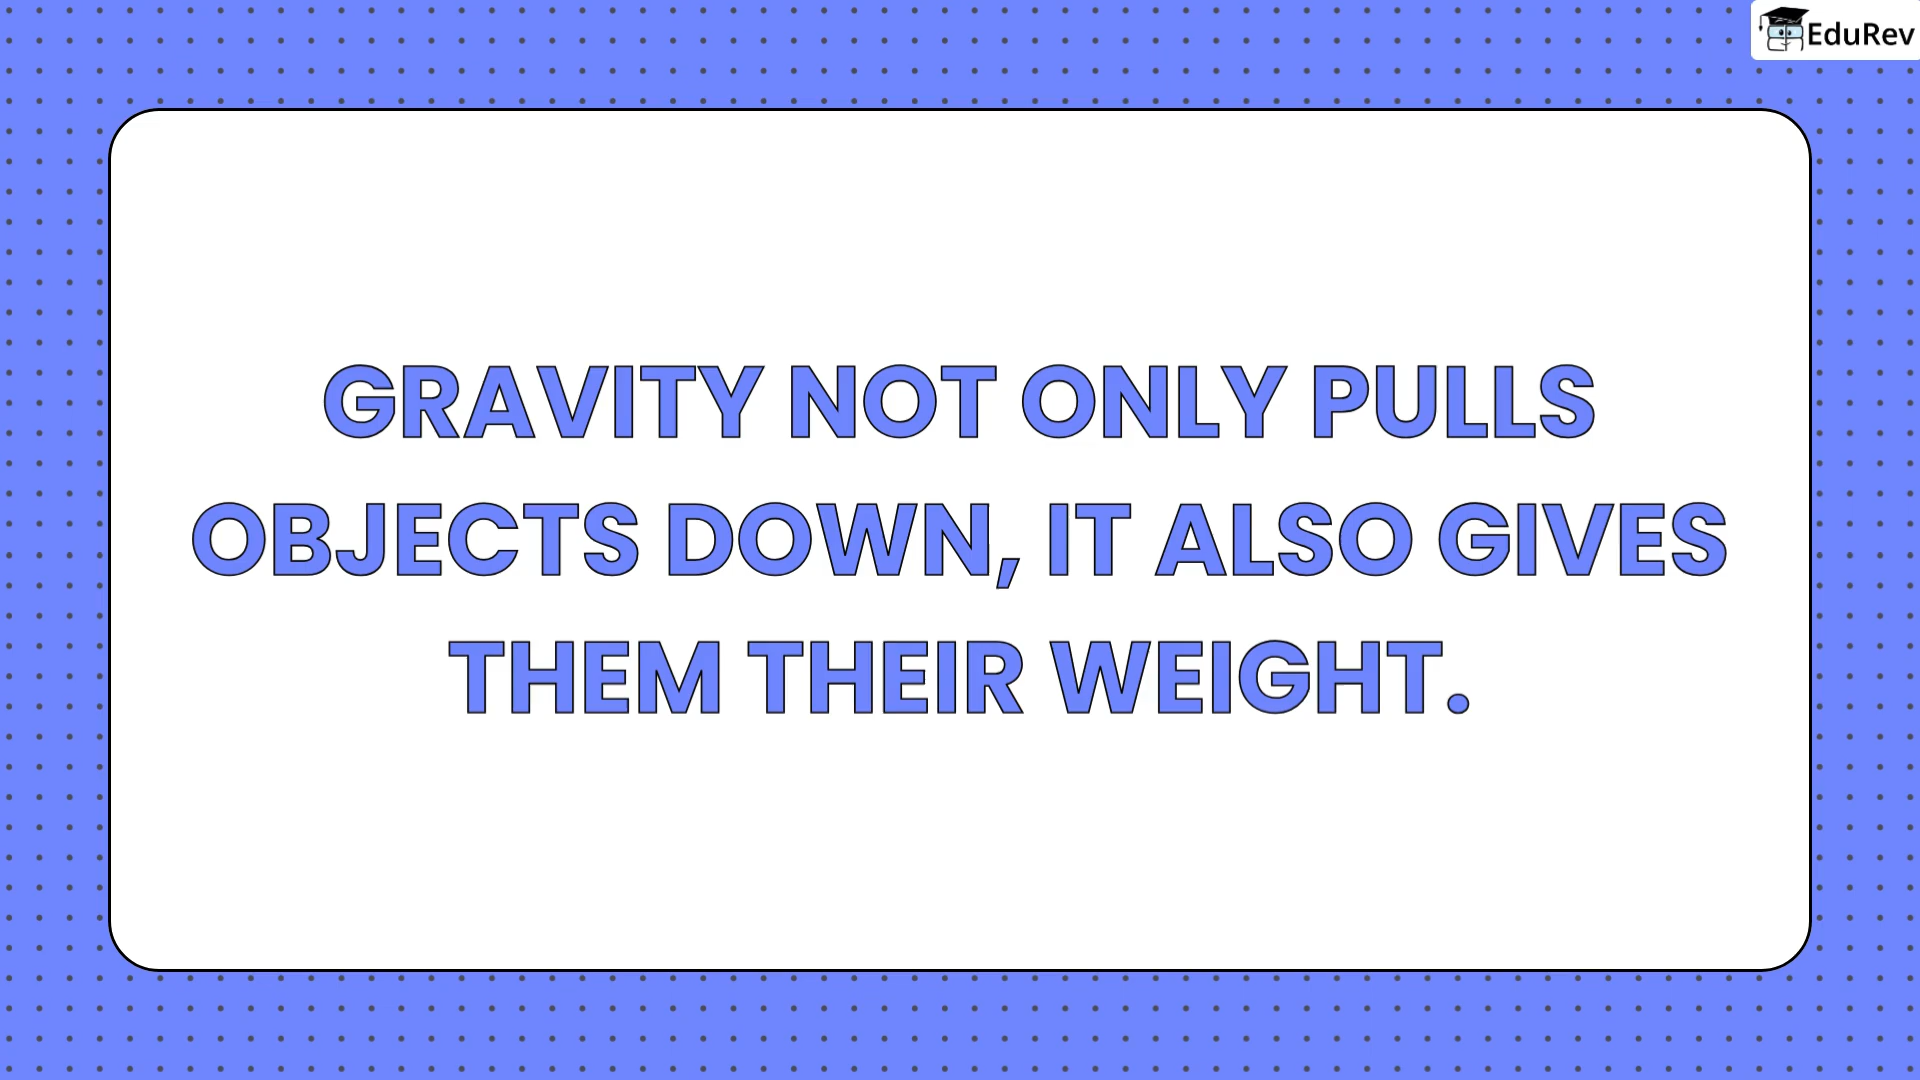 EduRev
GRAVITY NOT ONLY PULLS
OBJECTS DOWN, IT ALSO GIVES
THEM THEIR WEIGHT.